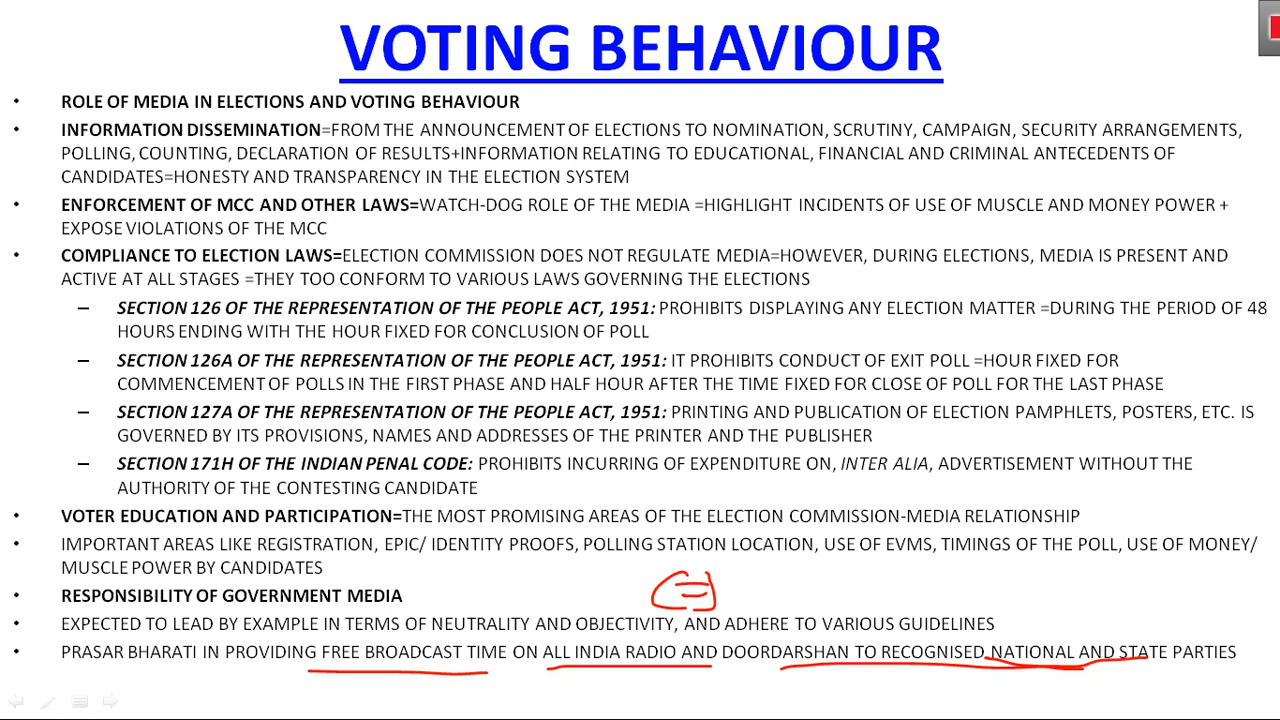 VOTING BEHAVIOUR
• ROLE OF MEDIA IN ELECTIONS AND VOTING BEHAVIOUR
• INFORMATION DISSEMINATION=FROM THE ANNOUNCEMENT OF ELECTIONS TO NOMINATION, SCRUTINY, CAMPAIGN, SECURITY ARRANGEMENTS,
POLLING, COUNTING, DECLARATION OF RESULTS+INFORMATION RELATING TO EDUCATIONAL, FINANCIAL AND CRIMINAL ANTECEDENTS OF
CANDIDATES=HONESTY AND TRANSPARENCY IN THE ELECTION SYSTEM
• ENFORCEMENT OF MCC AND OTHER LAWS=WATCH-DOG ROLE OF THE MEDIA =HIGHLIGHT INCIDENTS OF USE OF MUSCLE AND MONEY POWER +
EXPOSE VIOLATIONS OF THE MCC
• COMPLIANCE TO ELECTION LAWS=ELECTION COMMISSION DOES NOT REGULATE MEDIA=HOWEVER, DURING ELECTIONS, MEDIA IS PRESENT AND
ACTIVE AT ALL STAGES =THEY TOO CONFORM TO VARIOUS LAWS GOVERNING THE ELECTIONS
– SECTION 126 OF THE REPRESENTATION OF THE PEOPLE ACT, 1951: PROHIBITS DISPLAYING ANY ELECTION MATTER =DURING THE PERIOD OF 48
HOURS ENDING WITH THE HOUR FIXED FOR CONCLUSION OF POLL
– SECTION 126A OF THE REPRESENTATION OF THE PEOPLE ACT, 1951: IT PROHIBITS CONDUCT OF EXIT POLL =HOUR FIXED FOR
COMMENCEMENT OF POLLS IN THE FIRST PHASE AND HALF HOUR AFTER THE TIME FIXED FOR CLOSE OF POLL FOR THE LAST PHASE
– SECTION 127A OF THE REPRESENTATION OF THE PEOPLE ACT, 1951: PRINTING AND PUBLICATION OF ELECTION PAMPHLETS, POSTERS, ETC. IS
GOVERNED BY ITS PROVISIONS, NAMES AND ADDRESSES OF THE PRINTER AND THE PUBLISHER
– SECTION 171H OF THE INDIAN PENAL CODE: PROHIBITS INCURRING OF EXPENDITURE ON, INTER ALIA, ADVERTISEMENT WITHOUT THE
AUTHORITY OF THE CONTESTING CANDIDATE
• VOTER EDUCATION AND PARTICIPATION=THE MOST PROMISING AREAS OF THE ELECTION COMMISSION-MEDIA RELATIONSHIP
• IMPORTANT AREAS LIKE REGISTRATION, EPIC/ IDENTITY PROOFS, POLLING STATION LOCATION, USE OF EVMS, TIMINGS OF THE POLL, USE OF MONEY/
MUSCLE POWER BY CANDIDATES
• RESPONSIBILITY OF GOVERNMENT MEDIA
• EXPECTED TO LEAD BY EXAMPLE IN TERMS OF NEUTRALITY AND OBJECTIVITY, AND ADHERE TO VARIOUS GUIDELINES
• PRASAR BHARATI IN PROVIDING FREE BROADCAST TIME ON ALL INDIA RADIO AND DOORDARSHAN TO RECOGNISED NATIONAL AND STATE PARTIES